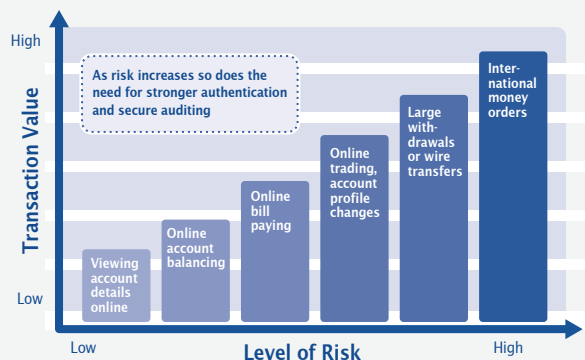 High
As risk increases so does the
need for stronger authentication
and secure auditing
Transaction Value
Low
Viewing
account
details
online
Online
account
balancing
Online
bill
paying
Online
trading,
account
profile
changes
Large
with-
drawals
or wire
transfers
Inter-
national
money
orders
Low
Level of Risk
High